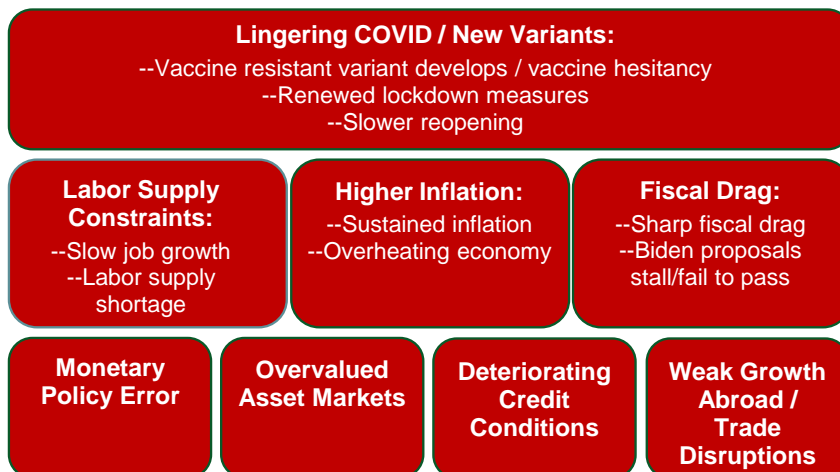 Lingering COVID / New Variants:
--Vaccine resistant variant develops / vaccine hesitancy
--Renewed lockdown measures
--Slower reopening
Labor Supply
Constraints:
--Slow job growth
--Labor supply
shortage
Higher Inflation:
--Sustained inflation
--Overheating economy
Fiscal Drag:
--Sharp fiscal drag
--Biden proposals
stall/fail to pass
Monetary
Policy Error
Overvalued
Asset Markets
Deteriorating
Credit
Conditions
Weak Growth
Abroad /
Trade
Disruptions